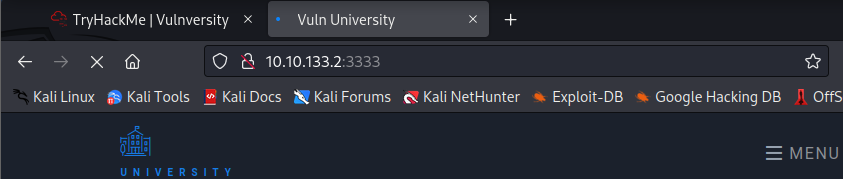 TryHackMe | Vulnversity Vuln University
10.10.133.2:3333
Kali Linux Kali Tools Kali Docs Kali Forums Kali NetHunter Exploit-DB Google Hacking DB OffS
UNIVERSITY MENU